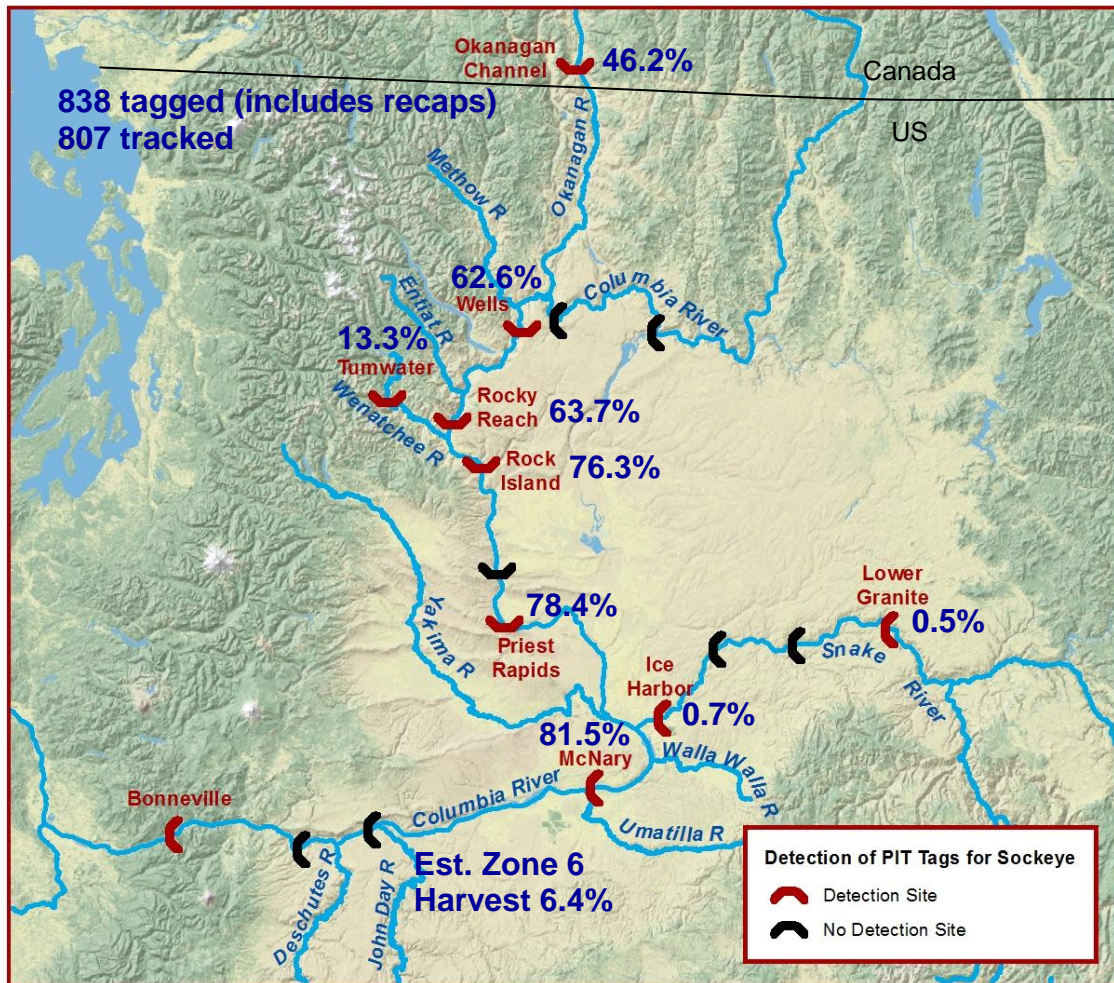 Okanagan
Channel
46.2%
Canada
838 tagged (includes recaps)
807 tracked
US
Methow R
Okanagan R
62.6%
Wells
Columbia River
Entiat R
13.3%
Tumwater
Rocky
Reach
63.7%
Wenatchee R
Rock
Island
76.3%
Lower
Granite
0.5%
78.4%
Priest
Rapids
Yakima R
Snake
River
Ice
Harbor
0.7%
81.5%
McNary
Walla Walla R
Bonneville
Columbia River
Umatilla R
Deschutes R
John Day R
Est. Zone 6
Harvest 6.4%
Detection of PIT Tags for Sockeye
Detection Site
No Detection Site